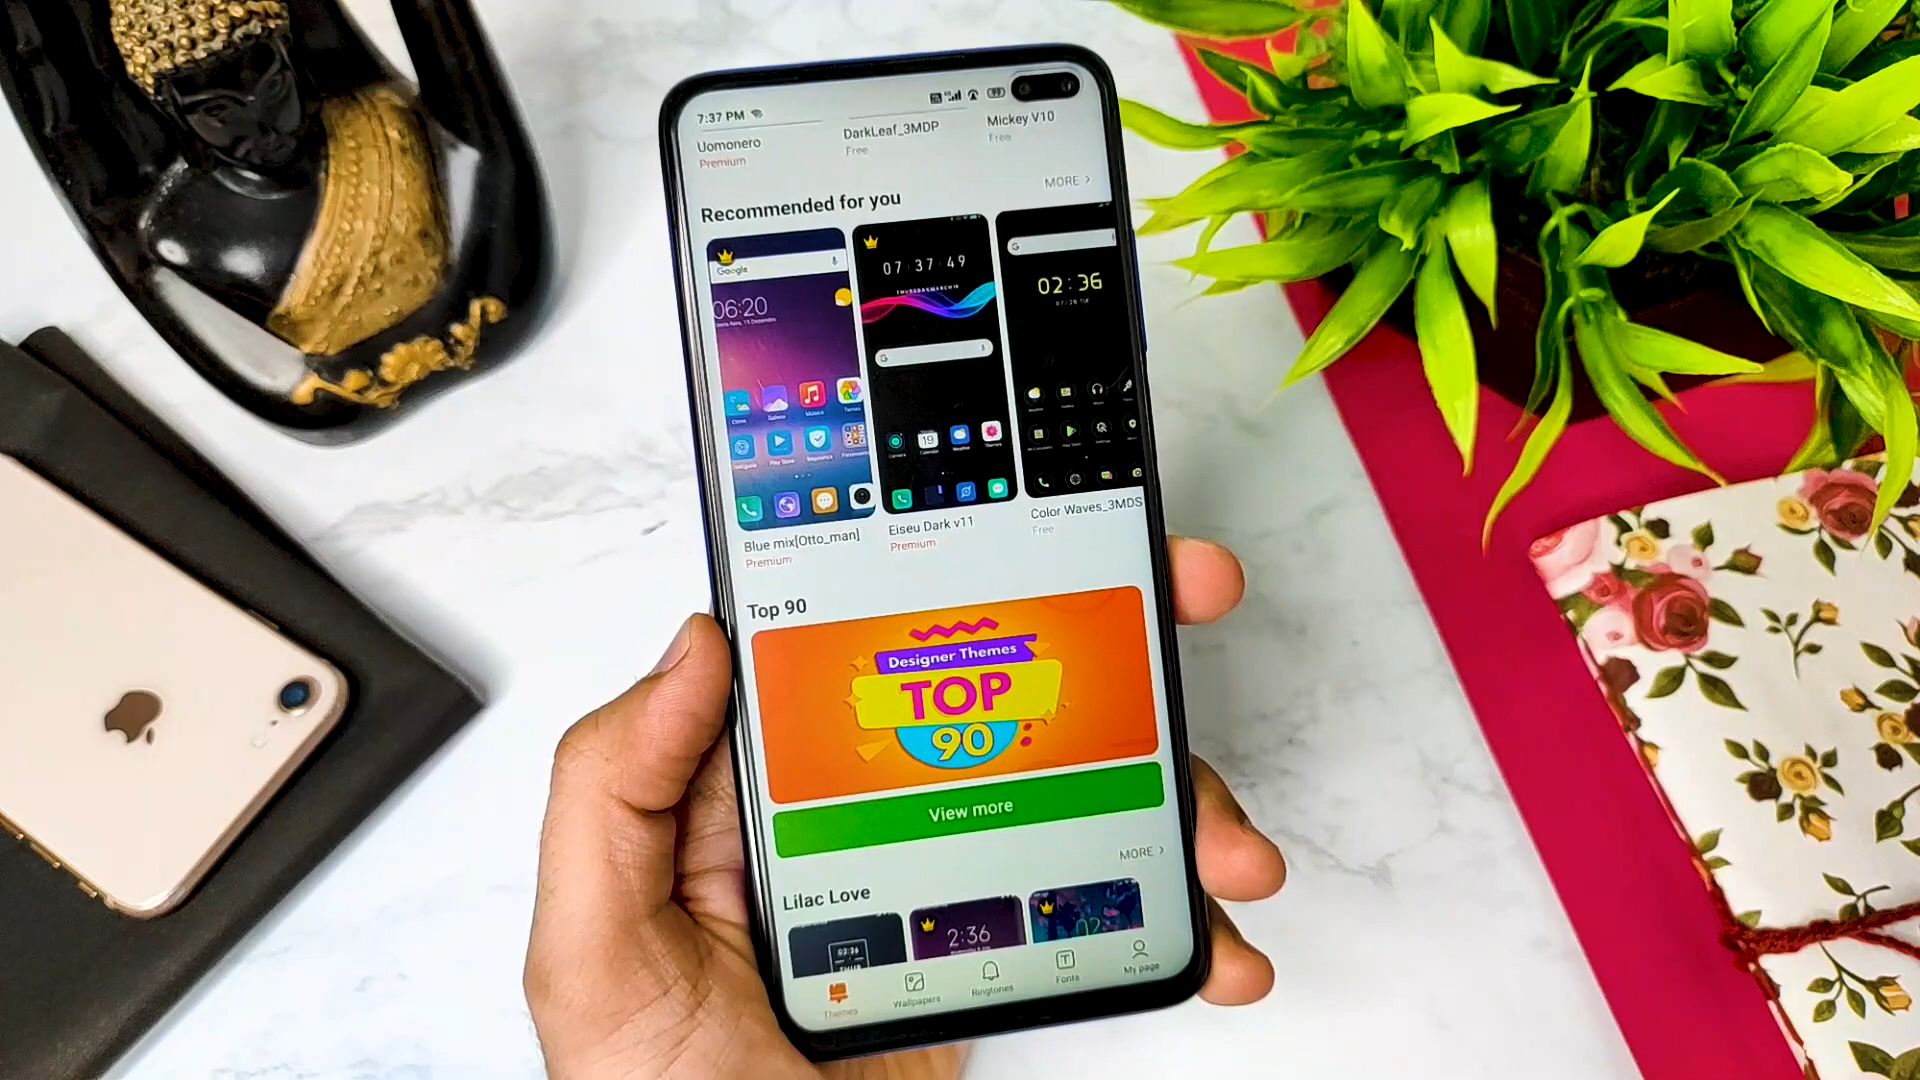 7:37 PM
Uomonero
Premium
DarkLeaf_3MDP
Free
Mickey V10
Free
Recommended for you
MORE >
Google
06:20
07 37 49
G
G
02:36
Blue mix[Otto_man]
Premium
Eiseu Dark v11
Premium
Color Waves_3MDS
Free
Top 90
Designer Themes
TOP
90
View more
MORE >
Lilac Love
2:36
02
Themes
Wallpapers
Ringtones
Fonts
My page